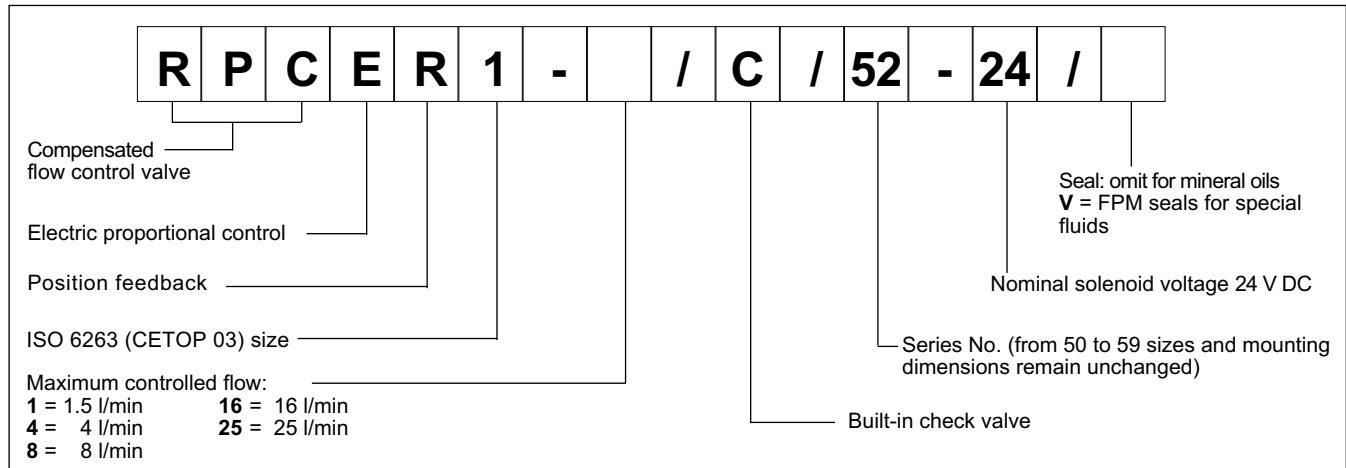 R P C E R 1 - / C / 52 - 24 /
Compensated
flow control valve
Electric proportional control
Position feedback
ISO 6263 (CETOP 03) size
Maximum controlled flow:
1 = 1.5 l/min 16 = 16 l/min
4 = 4 l/min 25 = 25 l/min
8 = 8 l/min
Seal: omit for mineral oils
V = FPM seals for special
fluids
Nominal solenoid voltage 24 V DC
Series No. (from 50 to 59 sizes and mounting
dimensions remain unchanged)
Built-in check valve